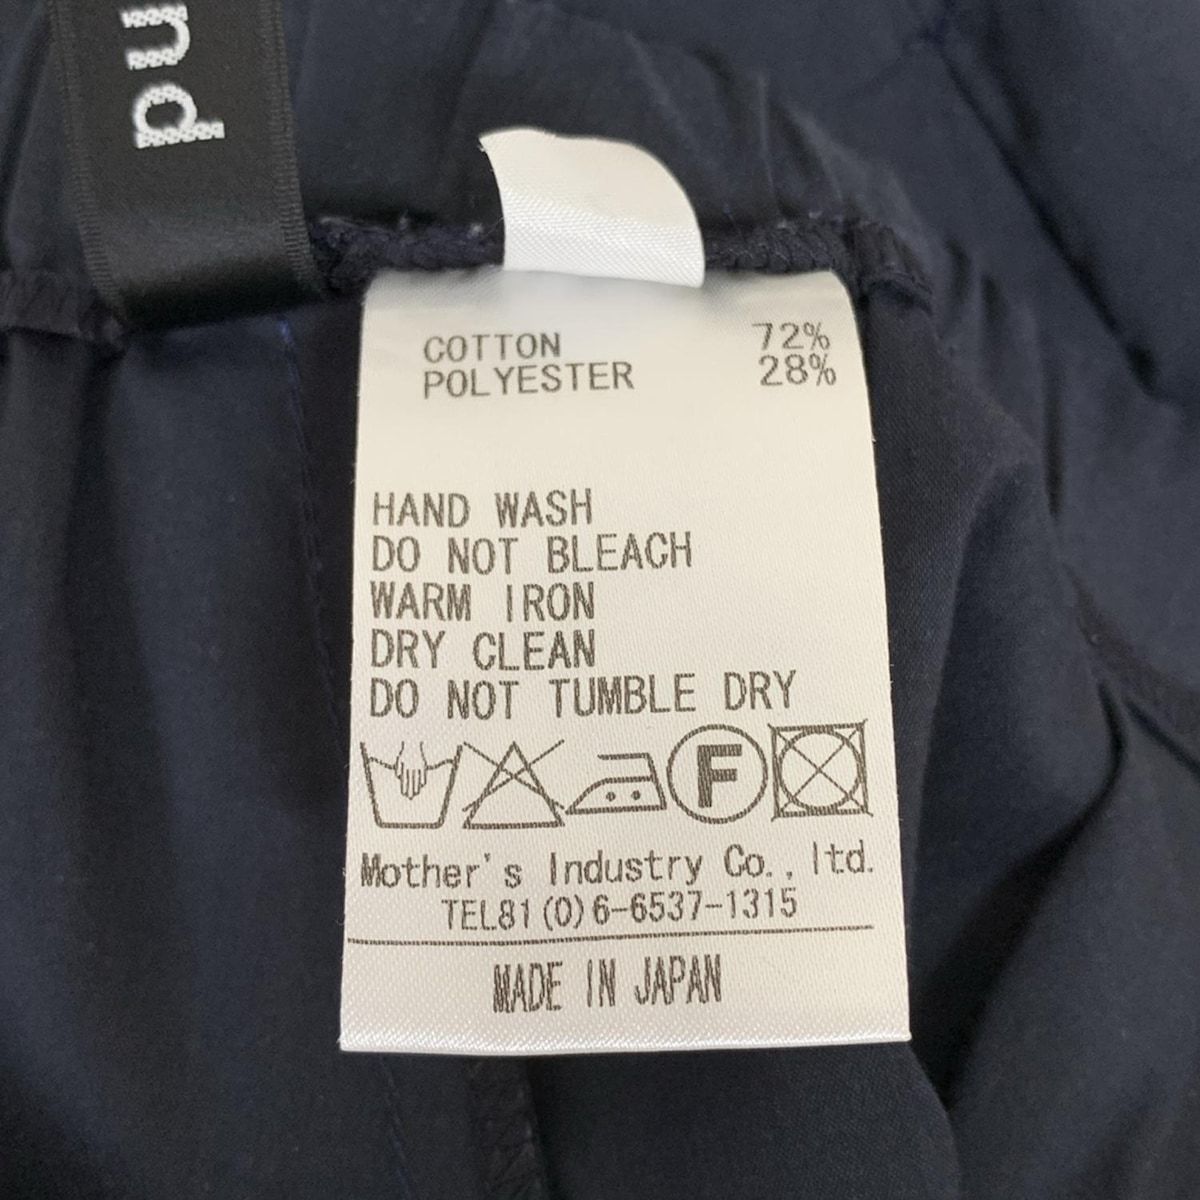 nd
COTTON 72%
POLYESTER 28%
HAND WASH
DO NOT BLEACH
WARM IRON
DRY CLEAN
DO NOT TUMBLE DRY
F
Mother's Industry Co., ltd.
TEL81(0)6-6537-1315
MADE IN JAPAN